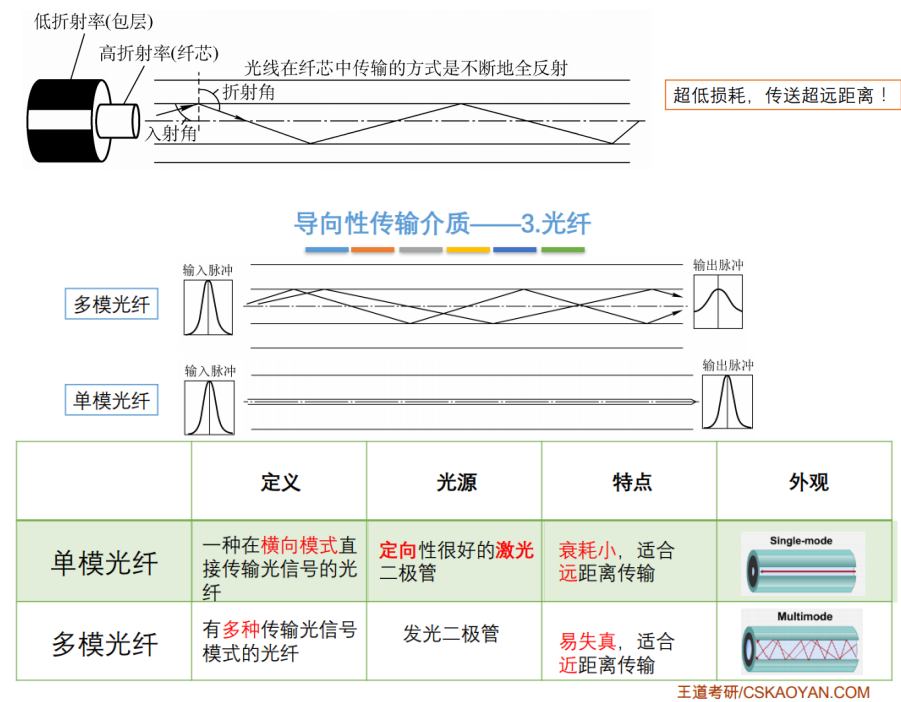 低折射率(包层)
高折射率(纤芯)
光线在纤芯中传输的方式是不断地全反射
折射角
入射角
超低损耗，传送超远距离！
导向性传输介质——3.光纤
输入脉冲
输出脉冲
多模光纤
输入脉冲
输出脉冲
单模光纤
定义
光源
特点
外观
单模光纤
一种在横向模式直
接传输光信号的光
纤
定向性很好的激光
二极管
衰耗小，适合
远距离传输
Single-mode
多模光纤
有多种传输光信号
模式的光纤
发光二极管
易失真，适合
近距离传输
Multimode
王道考研/CSKAOYAN.COM